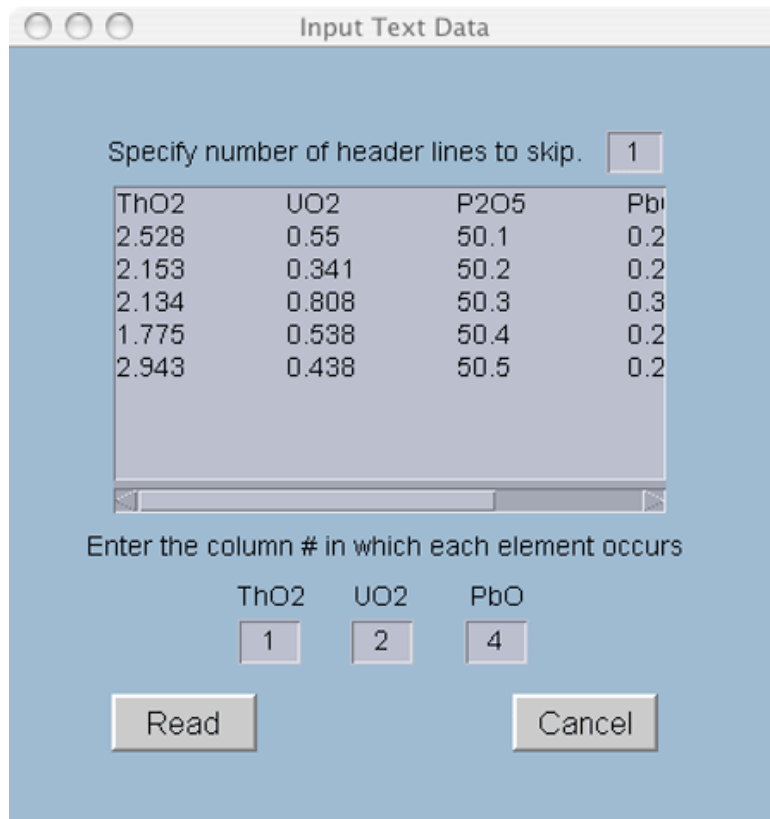 Input Text Data
Specify number of header lines to skip. 1
ThO2 UO2 P2O5
2.528 0.55 50.1 0.2
2.153 0.341 50.2 0.2
2.134 0.808 50.3 0.3
1.775 0.538 50.4 0.2
2.943 0.438 50.5 0.2
Enter the column # in which each element occurs
ThO2 UO2 PbO
1 2 4
Read Cancel